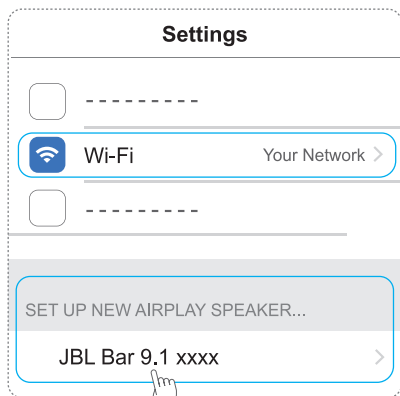 Settings
- - - - - - - - -
Wi-Fi Your Network >
- - - - - - - - -
SET UP NEW AIRPLAY SPEAKER...
JBL Bar 9.1 xxxx >